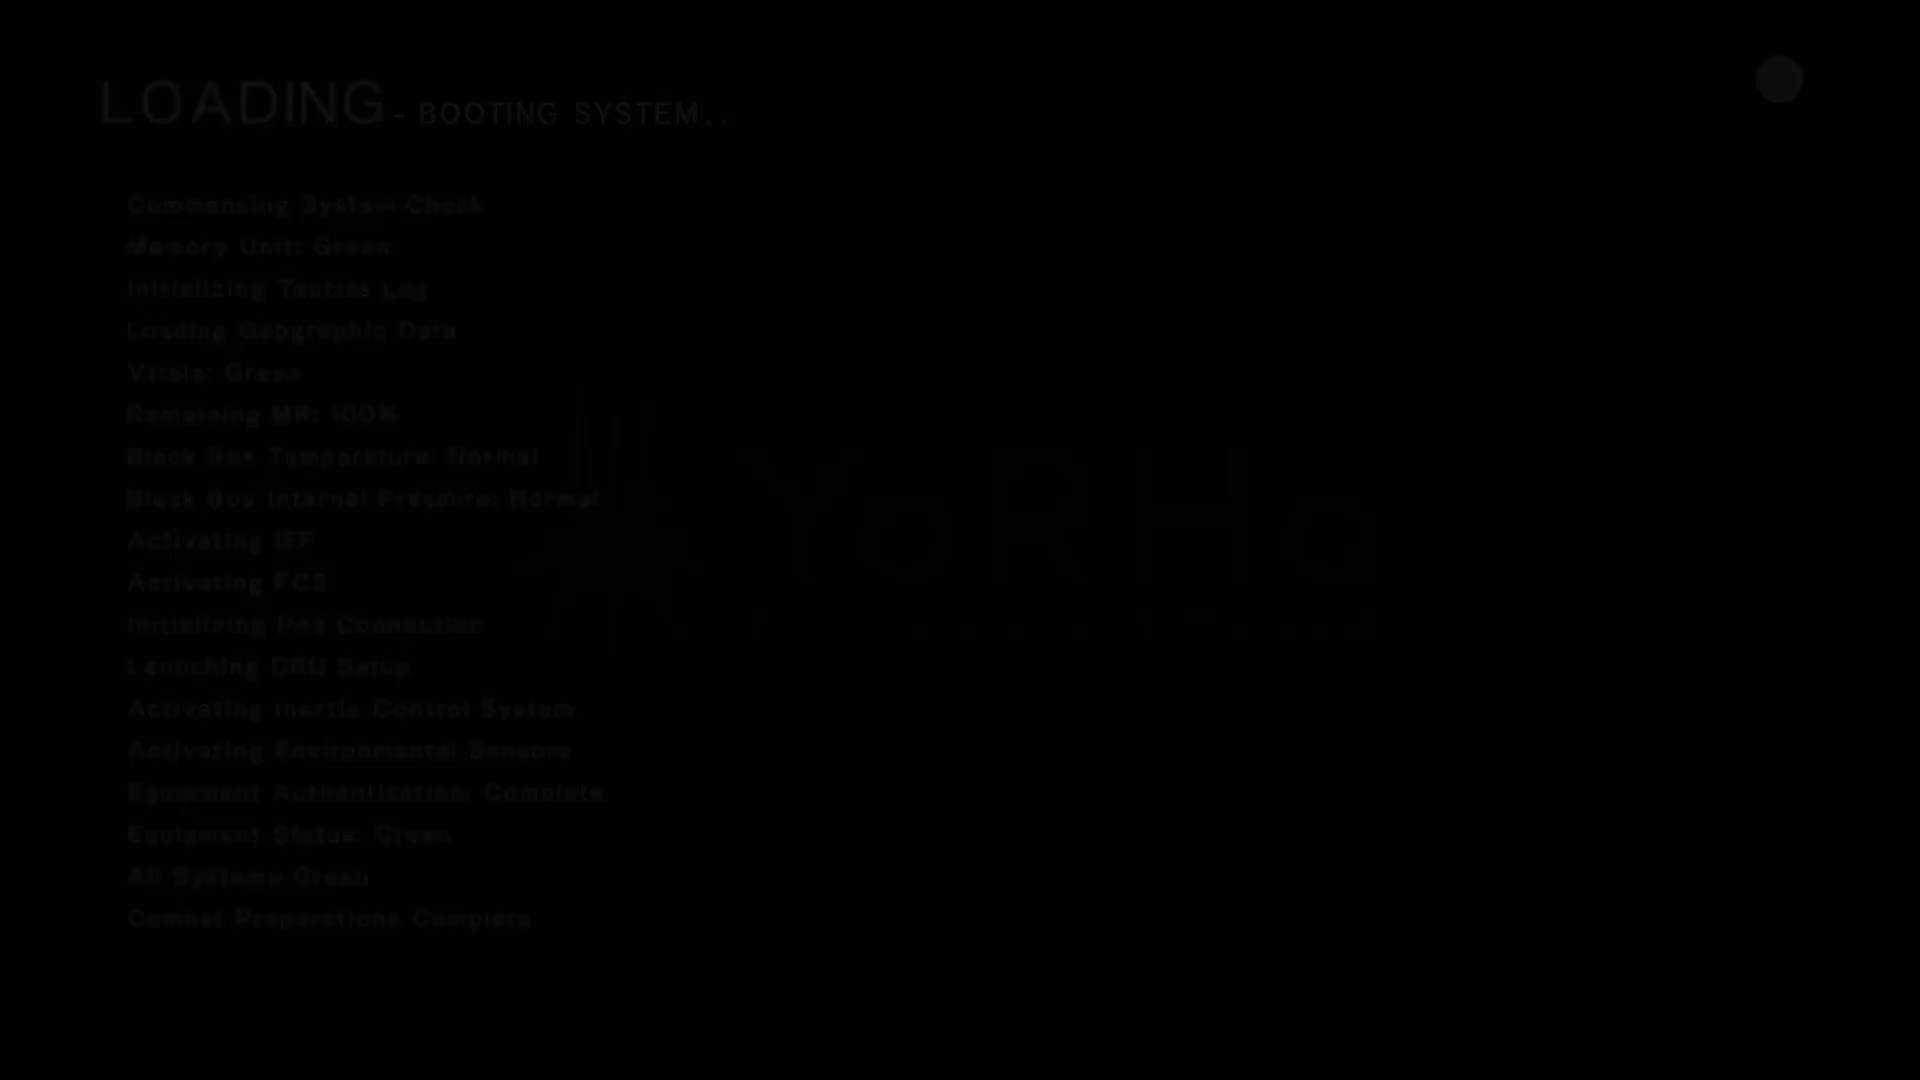 LOADING - BOOTING SYSTEM..
Commencing System Check
Memory Unit: Green
Initializing Tactics Log
Loading Geographic Data
Vitals: Green
Remaining MP: 100%
Black Box Temperature: Normal
Black Box Internal Pressure: Normal
Activating IFF
Activating FCS
Initializing Pod Connection
Launching DBU Setup
Activating Inertia Control System
Activating Environmental Sensors
Equipment Authentication: Complete
Equipment Status: Green
All Systems Green
Combat Preparations Complete
YoRHa